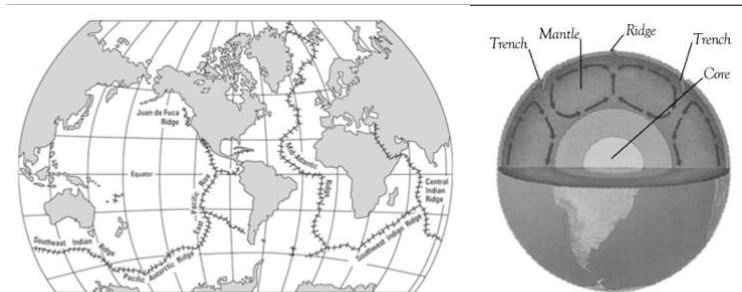 Juan de Fuca
Ridge
Equator
East Pacific Rise
Mid-Atlantic
Ridge
Central
Indian
Ridge
Southeast Indian Ridge
Pacific Antarctic Ridge
Southwest Indian Ridge
Trench
Mantle
Ridge
Trench
Core